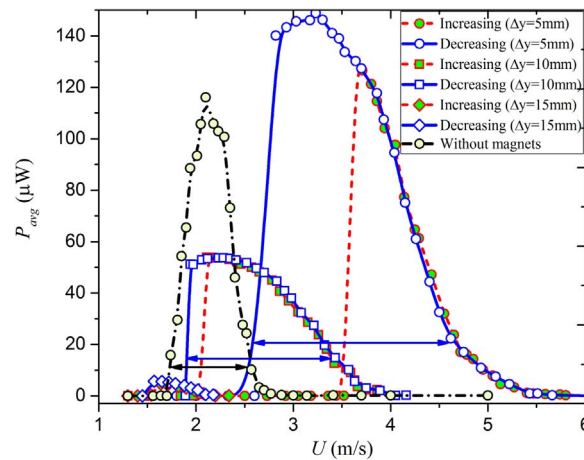 Increasing (Δy=5mm)
Decreasing (Δy=5mm)
Increasing (Δy=10mm)
Decreasing (Δy=10mm)
Increasing (Δy=15mm)
Decreasing (Δy=15mm)
Without magnets
140
120
100
80
60
40
20
0
P_avg (μW)
1
2
3
4
5
6
U (m/s)